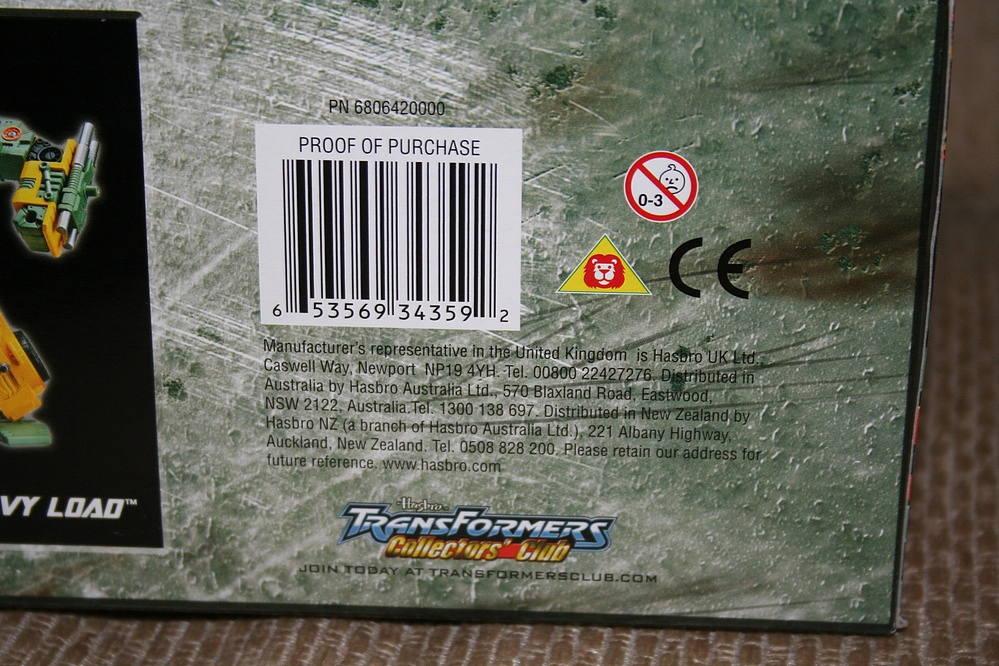 PN 6806420000
PROOF OF PURCHASE
6 53569 34359 2
0-3
CE
Manufacturer's representative in the United Kingdom is Hasbro UK Ltd.,
Caswell Way, Newport NP19 4YH. Tel. 00800 22427276. Distributed in
Australia by Hasbro Australia Ltd., 570 Blaxland Road, Eastwood,
NSW 2122, Australia.Tel. 1300 138 697. Distributed in New Zealand by
Hasbro NZ (a branch of Hasbro Australia Ltd.), 221 Albany Highway,
Auckland, New Zealand. Tel. 0508 828 200. Please retain our address for
future reference. www.hasbro.com
VY LOAD™
Hasbro
TRANSFORMERS
Collectors' Club
JOIN TODAY AT TRANSFORMERSCLUB.COM